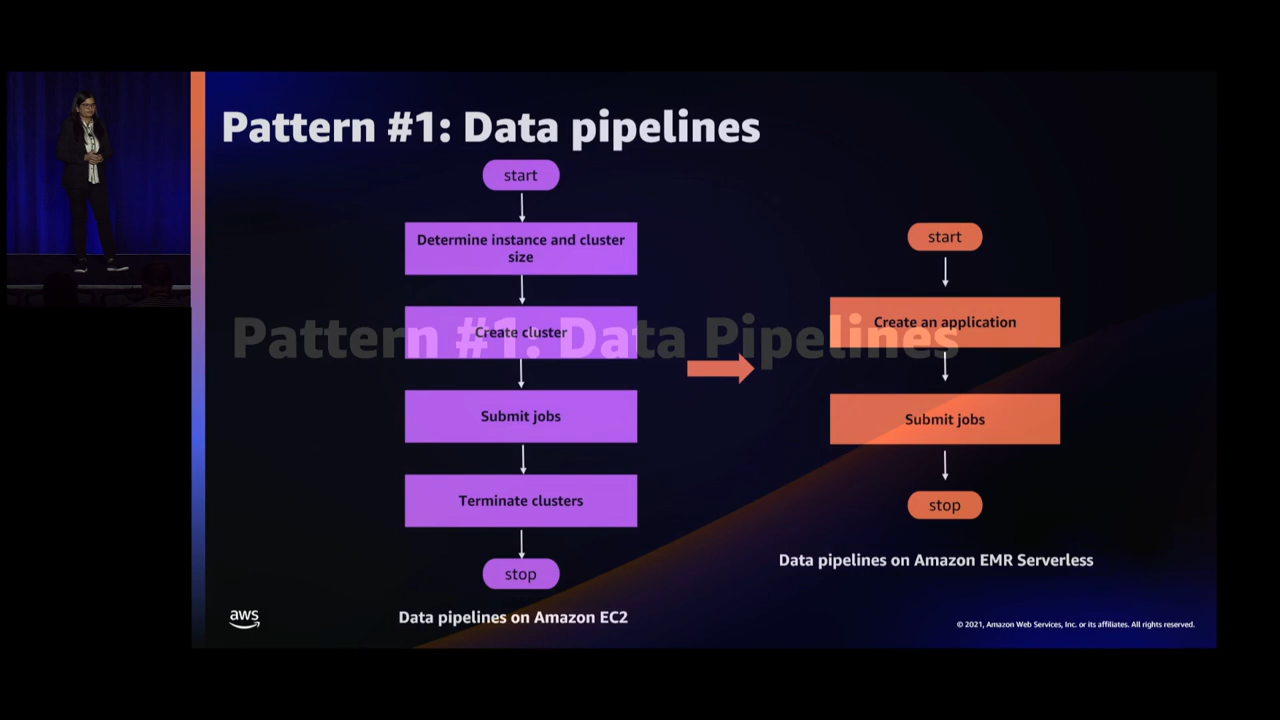 Pattern #1: Data pipelines
start
Determine instance and cluster
size
Create cluster
Submit jobs
Terminate clusters
stop
Data pipelines on Amazon EC2
Pattern #1: Data Pipelines
start
Create an application
Submit jobs
stop
Data pipelines on Amazon EMR Serverless
aws
© 2021, Amazon Web Services, Inc. or its affiliates. All rights reserved.